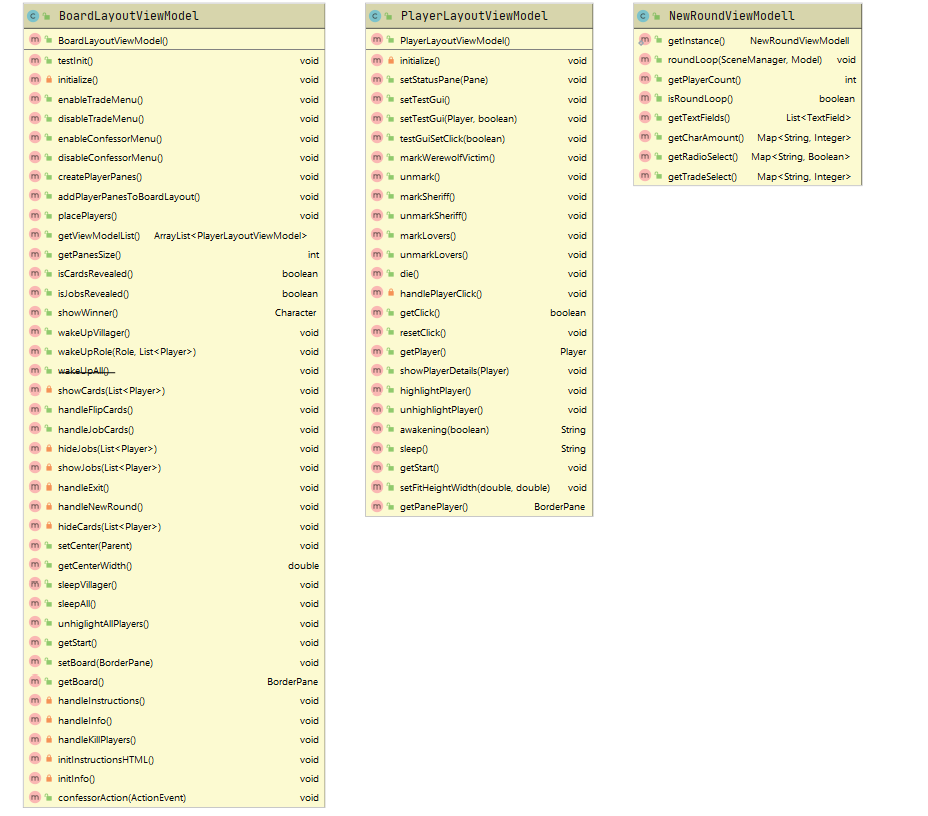 BoardLayoutViewModel
BoardLayoutViewModel()
testInit() void
initialize() void
enableTradeMenu() void
disableTradeMenu() void
enableConfessorMenu() void
disableConfessorMenu() void
createPlayerPanes() void
addPlayerPanesToBoardLayout() void
placePlayers() void
getViewModelList() ArrayList<PlayerLayoutViewModel>
getPanesSize() int
isCardsRevealed() boolean
isJobsRevealed() boolean
showWinner() Character
wakeUpVillager() void
wakeUpRole(Role, List<Player>) void
wakeUpAll() void
showCards(List<Player>) void
handleFlipCards() void
handleJobCards() void
hideJobs(List<Player>) void
showJobs(List<Player>) void
handleExit() void
handleNewRound() void
hideCards(List<Player>) void
setCenter(Parent) void
getCenterWidth() double
sleepVillager() void
sleepAll() void
unhiglightAllPlayers() void
getStart() void
setBoard(BorderPane) void
getBoard() BorderPane
handleInstructions() void
handleInfo() void
handleKillPlayers() void
initInstructionsHTML() void
initInfo() void
confessorAction(ActionEvent) void
PlayerLayoutViewModel
PlayerLayoutViewModel()
initialize() void
setStatusPane(Pane) void
setTestGui() void
setTestGui(Player, boolean) void
testGuiSetClick(boolean) void
markWerewolfVictim() void
unmark() void
markSheriff() void
unmarkSheriff() void
markLovers() void
unmarkLovers() void
die() void
handlePlayerClick() void
getClick() boolean
resetClick() void
getPlayer() Player
showPlayerDetails(Player) void
highlightPlayer() void
unhighlightPlayer() void
awakening(boolean) String
sleep() String
getStart() void
setFitHeightWidth(double, double) void
getPanePlayer() BorderPane
NewRoundViewModell
getInstance() NewRoundViewModell
roundLoop(SceneManager, Model) void
getPlayerCount() int
isRoundLoop() boolean
getTextFields() List<TextField>
getCharAmount() Map<String, Integer>
getRadioSelect() Map<String, Boolean>
getTradeSelect() Map<String, Integer>